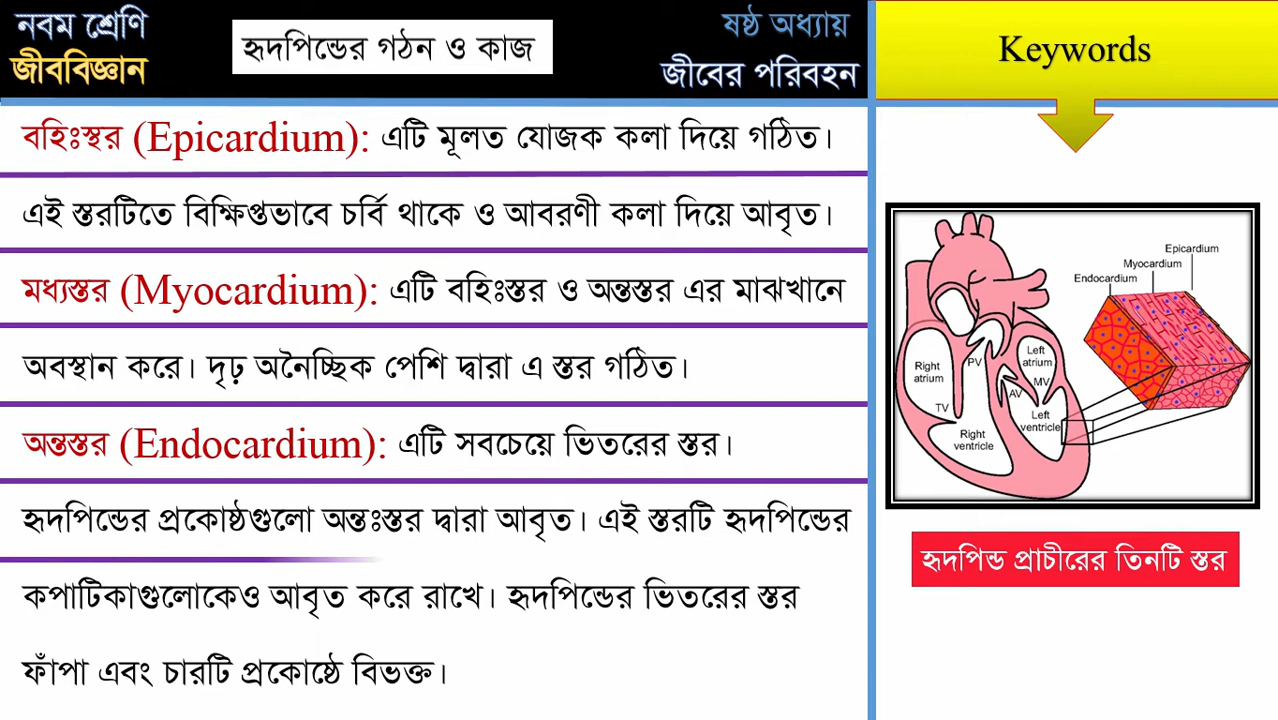 নবম শ্রেণি
জীববিজ্ঞান
হৃদপিন্ডের গঠন ও কাজ
ষষ্ঠ অধ্যায়
জীবের পরিবহন
বহিঃস্থর (Epicardium): এটি মূলত যোজক কলা দিয়ে গঠিত।
এই স্তরটিতে বিক্ষিপ্তভাবে চর্বি থাকে ও আবরণী কলা দিয়ে আবৃত।
মধ্যস্তর (Myocardium): এটি বহিঃস্তর ও অন্তস্তর এর মাঝখানে
অবস্থান করে। দৃঢ় অনৈচ্ছিক পেশি দ্বারা এ স্তর গঠিত।
অন্তস্তর (Endocardium): এটি সবচেয়ে ভিতরের স্তর।
হৃদপিন্ডের প্রকোষ্ঠগুলো অন্তঃস্তর দ্বারা আবৃত। এই স্তরটি হৃদপিন্ডের
কপাটিকাগুলোকেও আবৃত করে রাখে। হৃদপিন্ডের ভিতরের স্তর
ফাঁপা এবং চারটি প্রকোষ্ঠে বিভক্ত।
Keywords
Epicardium
Myocardium
Endocardium
Left
atrium
PV
Right
atrium
MV
AV
TV
Left
ventricle
Right
ventricle
হৃদপিন্ড প্রাচীরের তিনটি স্তর